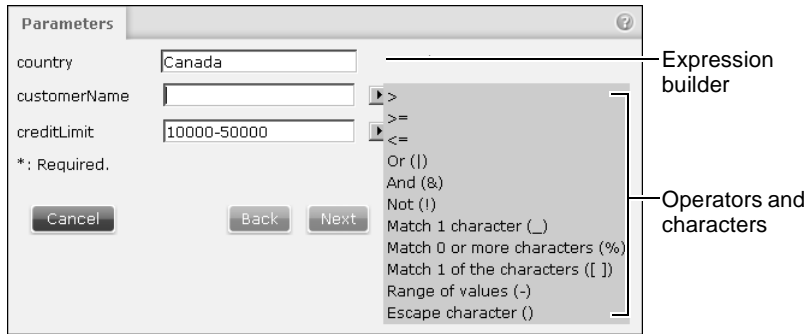 Parameters
?
country
Canada
Expression
builder
customerName
>
>=
creditLimit
10000-50000
<=
*: Required.
Or (|)
And (&)
Not (!)
Cancel
Back
Next
Match 1 character (_)
Match 0 or more characters (%)
Match 1 of the characters ([ ])
Range of values (-)
Escape character ()
Operators and
characters